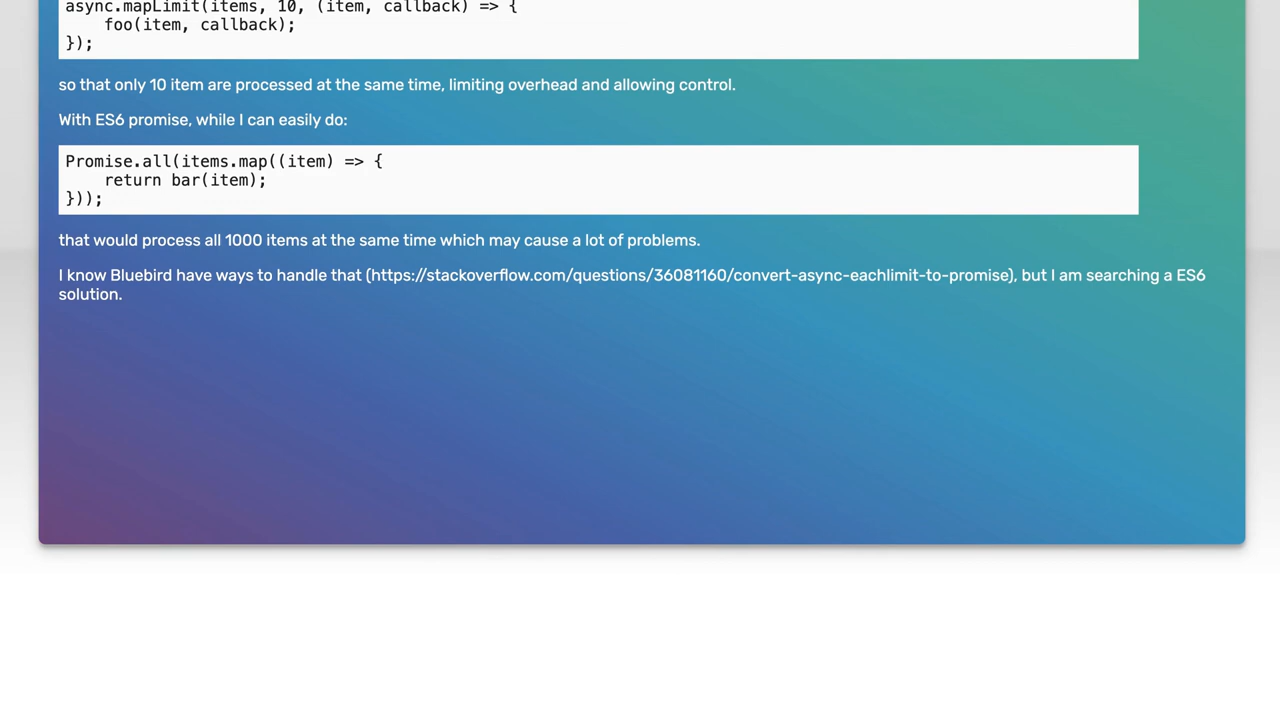 async.mapLimit(items, 10, (item, callback) => {
    foo(item, callback);
});
so that only 10 item are processed at the same time, limiting overhead and allowing control.
With ES6 promise, while I can easily do:
Promise.all(items.map((item) => {
    return bar(item);
}));
that would process all 1000 items at the same time which may cause a lot of problems.
I know Bluebird have ways to handle that (https://stackoverflow.com/questions/36081160/convert-async-eachlimit-to-promise), but I am searching a ES6
solution.